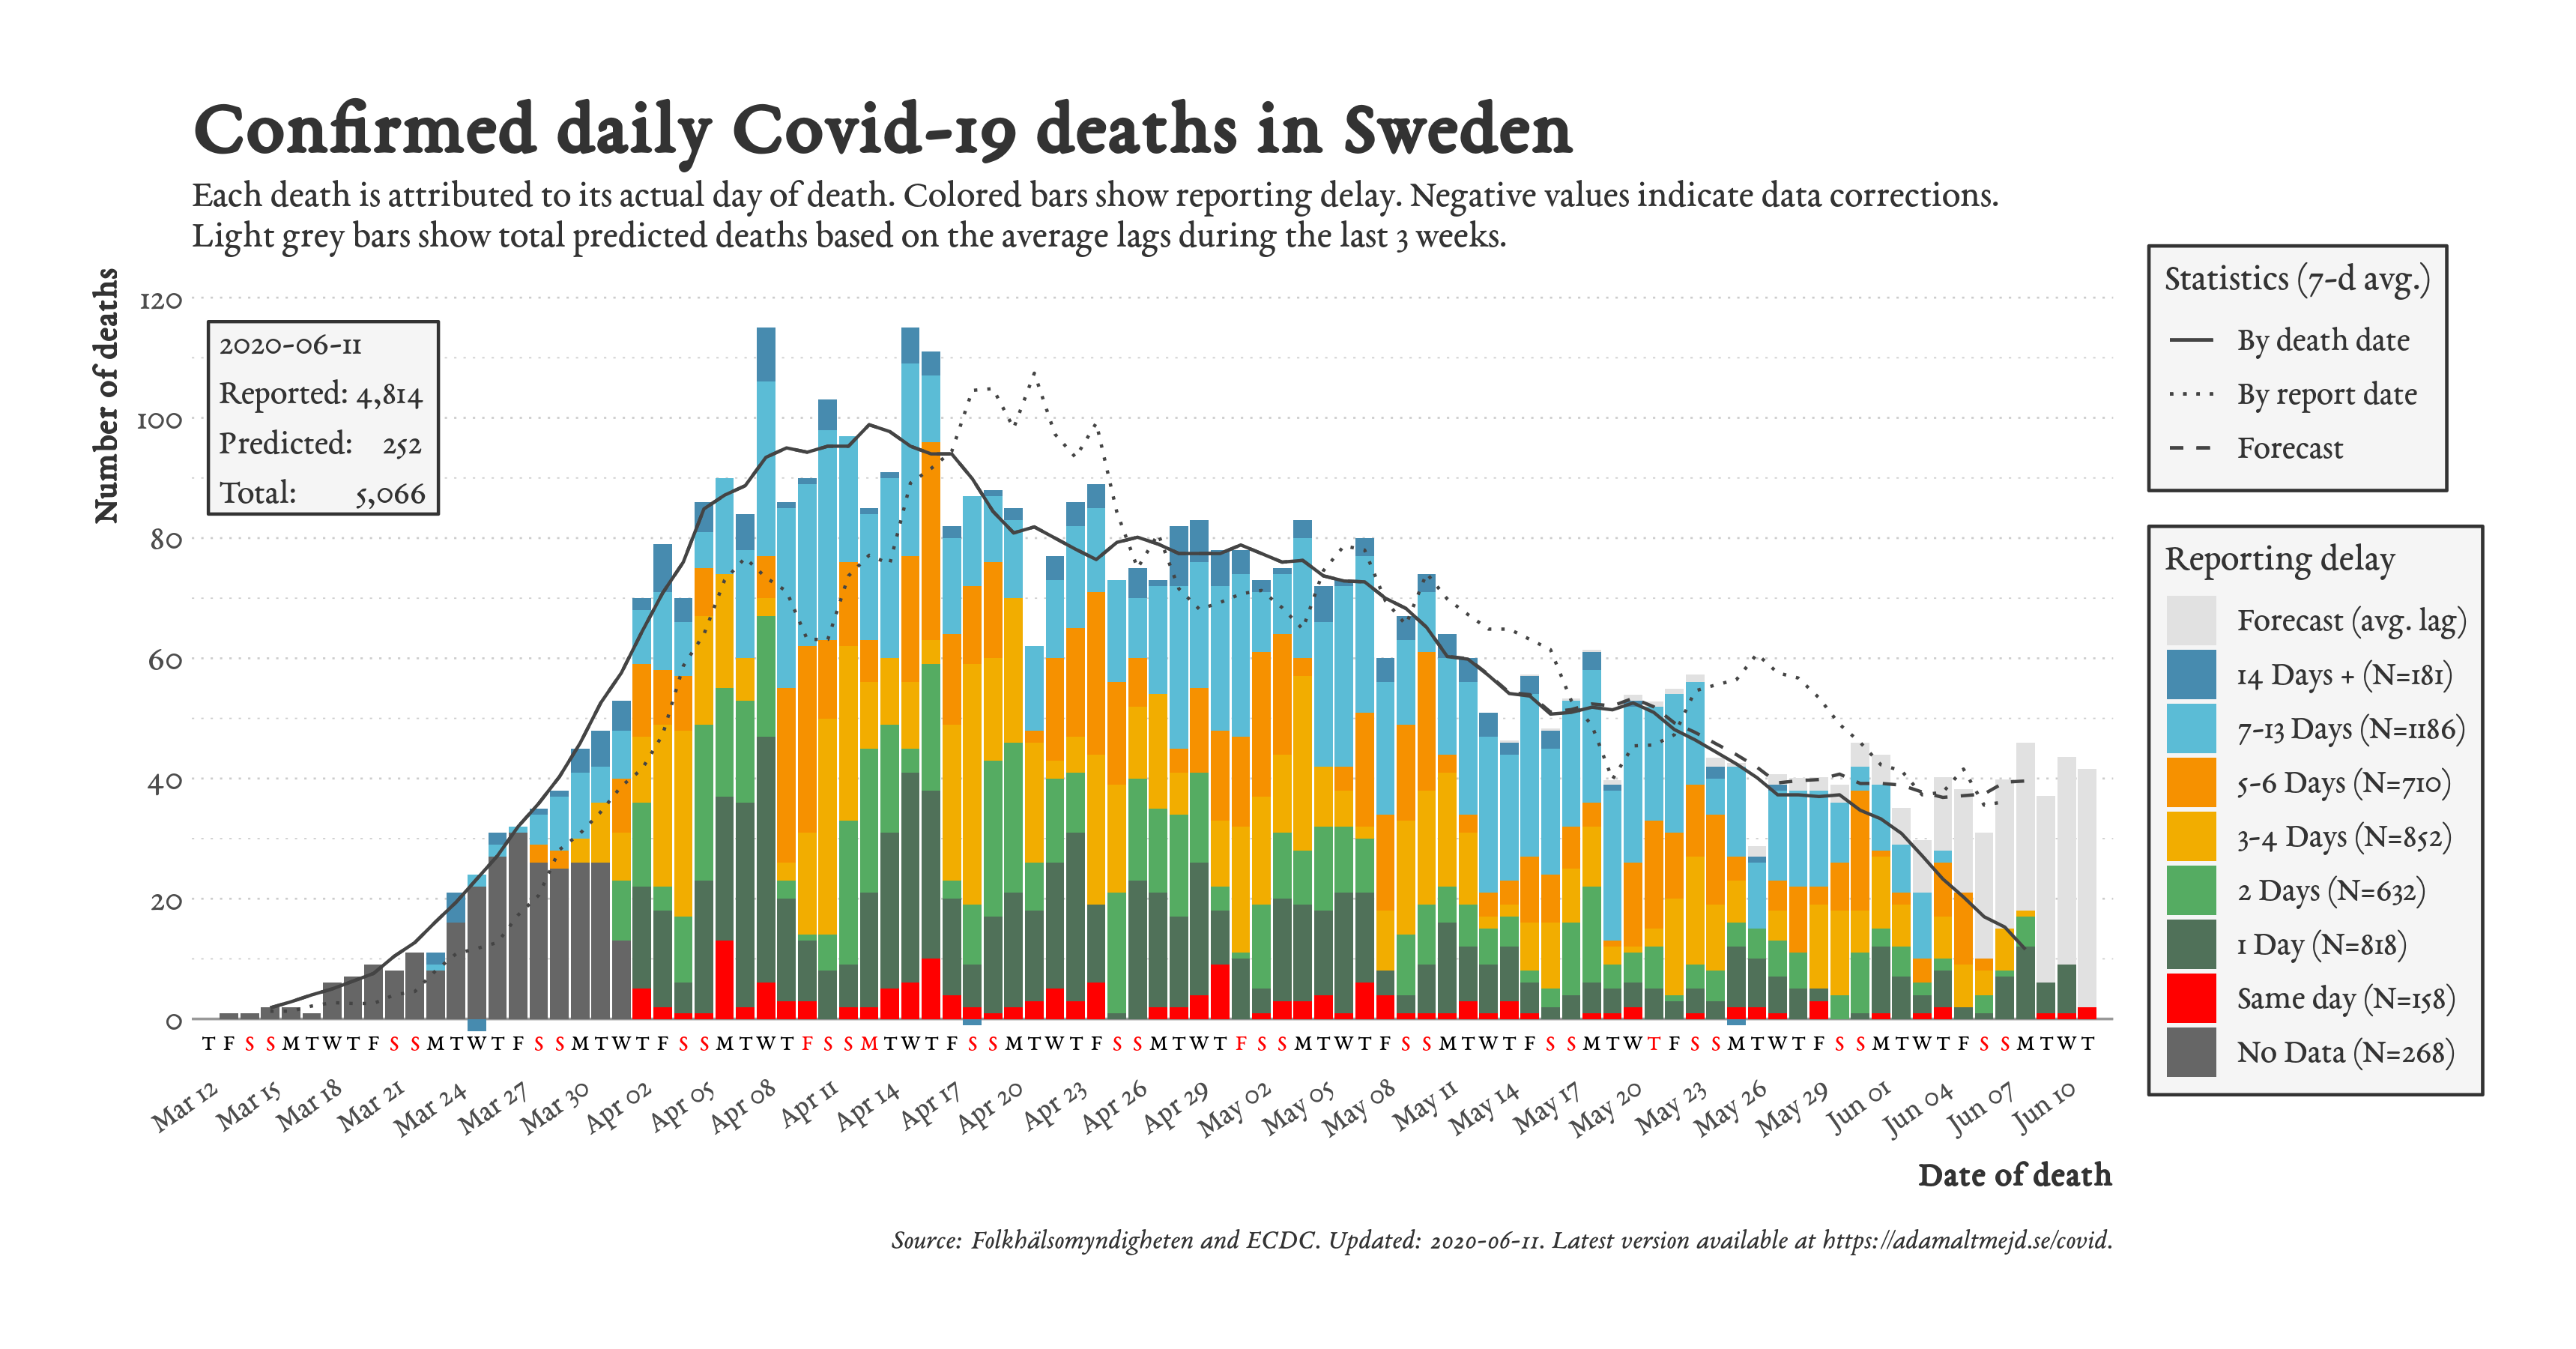 Confirmed daily Covid-19 deaths in Sweden
Each death is attributed to its actual day of death. Colored bars show reporting delay. Negative values indicate data corrections.
Light grey bars show total predicted deaths based on the average lags during the last 3 weeks.
Number of deaths
120
100
80
60
40
20
0
2020-06-11
Reported: 4,814
Predicted: 252
Total: 5,066
Statistics (7-d avg.)
By death date
By report date
Forecast
Reporting delay
Forecast (avg. lag)
14 Days + (N=181)
7-13 Days (N=1186)
5-6 Days (N=710)
3-4 Days (N=852)
2 Days (N=632)
1 Day (N=818)
Same day (N=158)
No Data (N=268)
T F S S M T W T F S S M T W T F S S M T W T F S S M T W T F S S M T W T F S S M T W T F S S M T W T F S S M T W T F S S M T W T F S S M T W T F S S M T W T F S S M T W T F S S M T W T
Mar 12 Mar 15 Mar 18 Mar 21 Mar 24 Mar 27 Mar 30 Apr 02 Apr 05 Apr 08 Apr 11 Apr 14 Apr 17 Apr 20 Apr 23 Apr 26 Apr 29 May 02 May 05 May 08 May 11 May 14 May 17 May 20 May 23 May 26 May 29 Jun 01 Jun 04 Jun 07 Jun 10
Date of death
Source: Folkhälsomyndigheten and ECDC. Updated: 2020-06-11. Latest version available at https://adamaltmejd.se/covid.